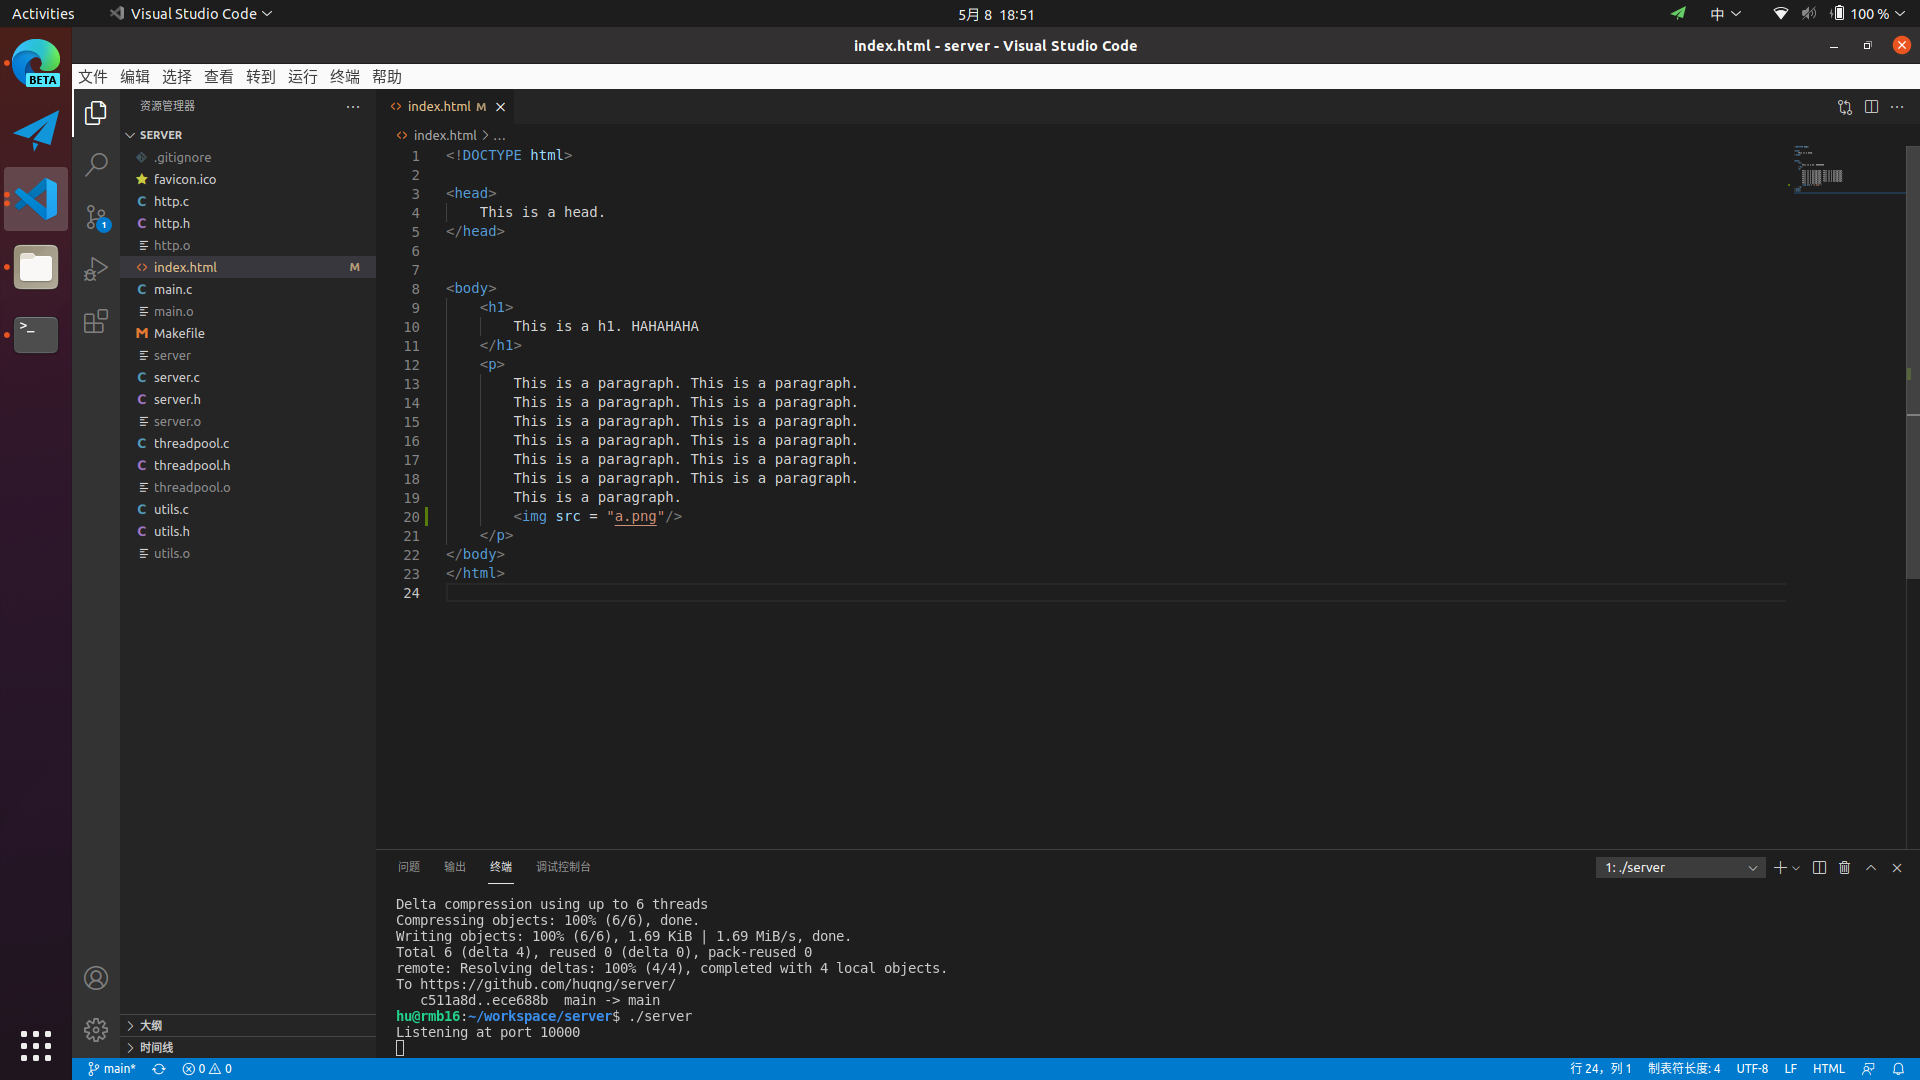 Activities
Visual Studio Code
5月 8 18:51
中
100 %
index.html - server - Visual Studio Code
文件 编辑 选择 查看 转到 运行 终端 帮助
BETA
资源管理器
SERVER
.gitignore
favicon.ico
C http.c
C http.h
http.o
index.html M
C main.c
main.o
M Makefile
server
C server.c
C server.h
server.o
C threadpool.c
C threadpool.h
threadpool.o
C utils.c
C utils.h
utils.o
1
大纲
时间线
index.html M
index.html > ...
1 <!DOCTYPE html>
2
3 <head>
4 This is a head.
5 </head>
6
7
8 <body>
9 <h1>
10 This is a h1. HAHAHAHA
11 </h1>
12 <p>
13 This is a paragraph. This is a paragraph.
14 This is a paragraph. This is a paragraph.
15 This is a paragraph. This is a paragraph.
16 This is a paragraph. This is a paragraph.
17 This is a paragraph. This is a paragraph.
18 This is a paragraph. This is a paragraph.
19 This is a paragraph.
20 <img src = "a.png"/>
21 </p>
22 </body>
23 </html>
24
问题 输出 终端 调试控制台
1: ./server
Delta compression using up to 6 threads
Compressing objects: 100% (6/6), done.
Writing objects: 100% (6/6), 1.69 KiB | 1.69 MiB/s, done.
Total 6 (delta 4), reused 0 (delta 0), pack-reused 0
remote: Resolving deltas: 100% (4/4), completed with 4 local objects.
To https://github.com/huqng/server/
c511a8d..ece688b main -> main
hu@rmb16:~/workspace/server$ ./server
Listening at port 10000
main* 0 0
行 24，列 1 制表符长度: 4 UTF-8 LF HTML